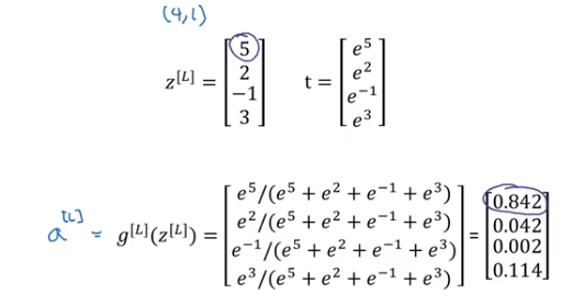 (4,1)
z^[L] = [5 2 -1 3] t = [e^5 e^2 e^-1 e^3]
a^[L] = g^[L](z^[L]) = [e^5/(e^5 + e^2 + e^-1 + e^3) e^2/(e^5 + e^2 + e^-1 + e^3) e^-1/(e^5 + e^2 + e^-1 + e^3) e^3/(e^5 + e^2 + e^-1 + e^3)] = [0.842 0.042 0.002 0.114]